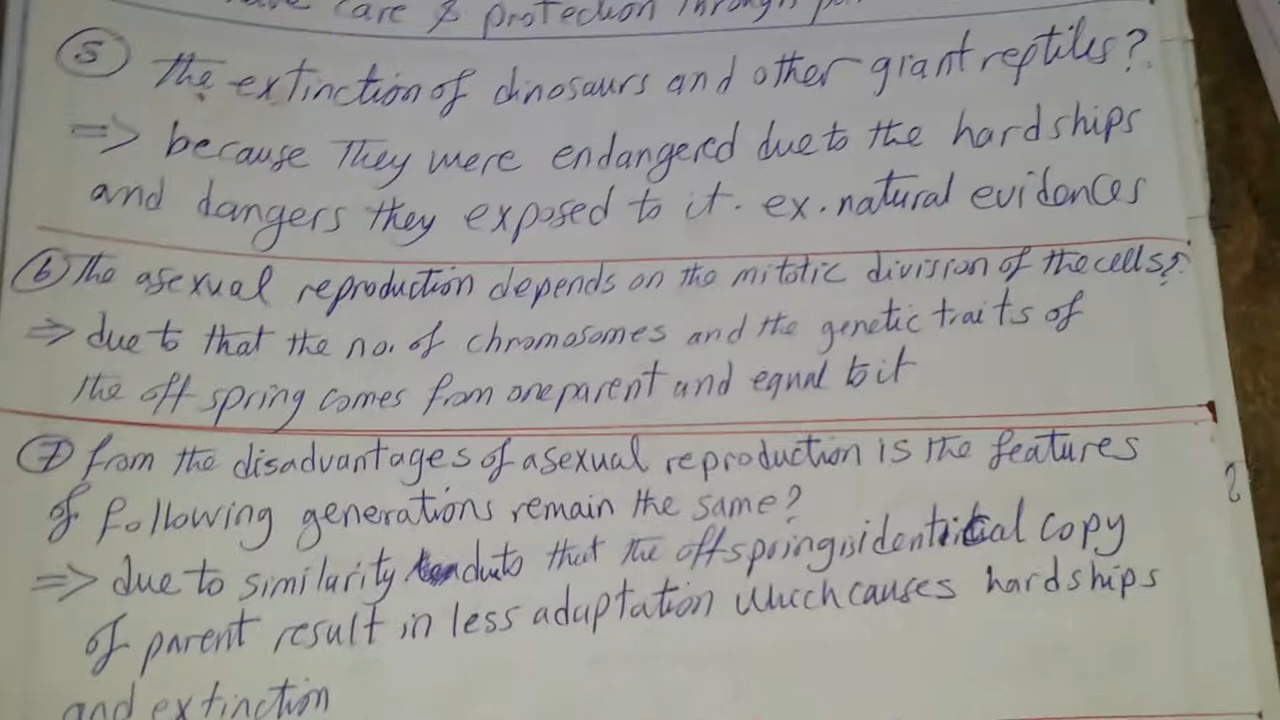 care & protection through
⑤ The extinction of dinosaurs and other giant reptiles?
=> because They were endangered due to the hardships
and dangers they exposed to it. ex. natural evidences
⑥ The asexual reproduction depends on the mitotic division of the cells?
=> due to that the no. of chromosomes and the genetic traits of
the off spring comes from one parent and equal to it
⑦ from the disadvantages of asexual reproduction is the features
of following generations remain the same?
=> due to similarity duto that the offspring is identical copy
of parent result in less adaptation which causes hardships
and extinction